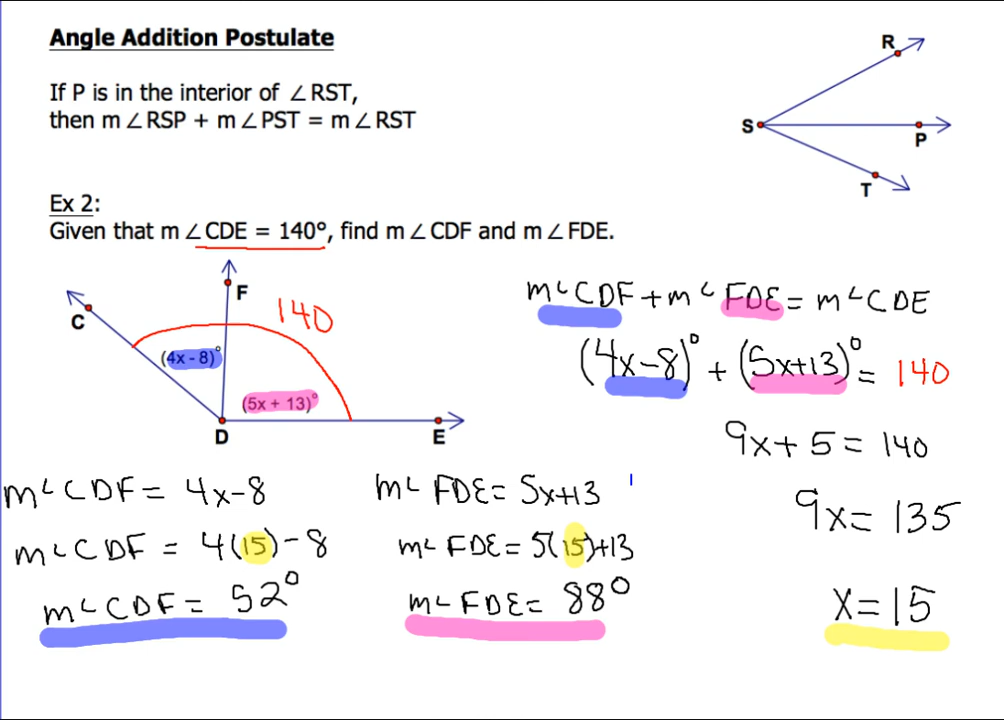 Angle Addition Postulate
If P is in the interior of ∠RST,
then m∠RSP + m∠PST = m∠RST
R
S
P
T
Ex 2:
Given that m∠CDE = 140°, find m∠CDF and m∠FDE.
F
C
140
(4x - 8)°
(5x + 13)°
D
E
m∠CDF + m∠FDE = m∠CDE
(4x-8)° + (5x+13)° = 140
9x + 5 = 140
9x = 135
x = 15
m∠CDF = 4x-8
m∠CDF = 4(15)-8
m∠CDF = 52°
m∠FDE = 5x+13
m∠FDE = 5(15)+13
m∠FDE = 88°